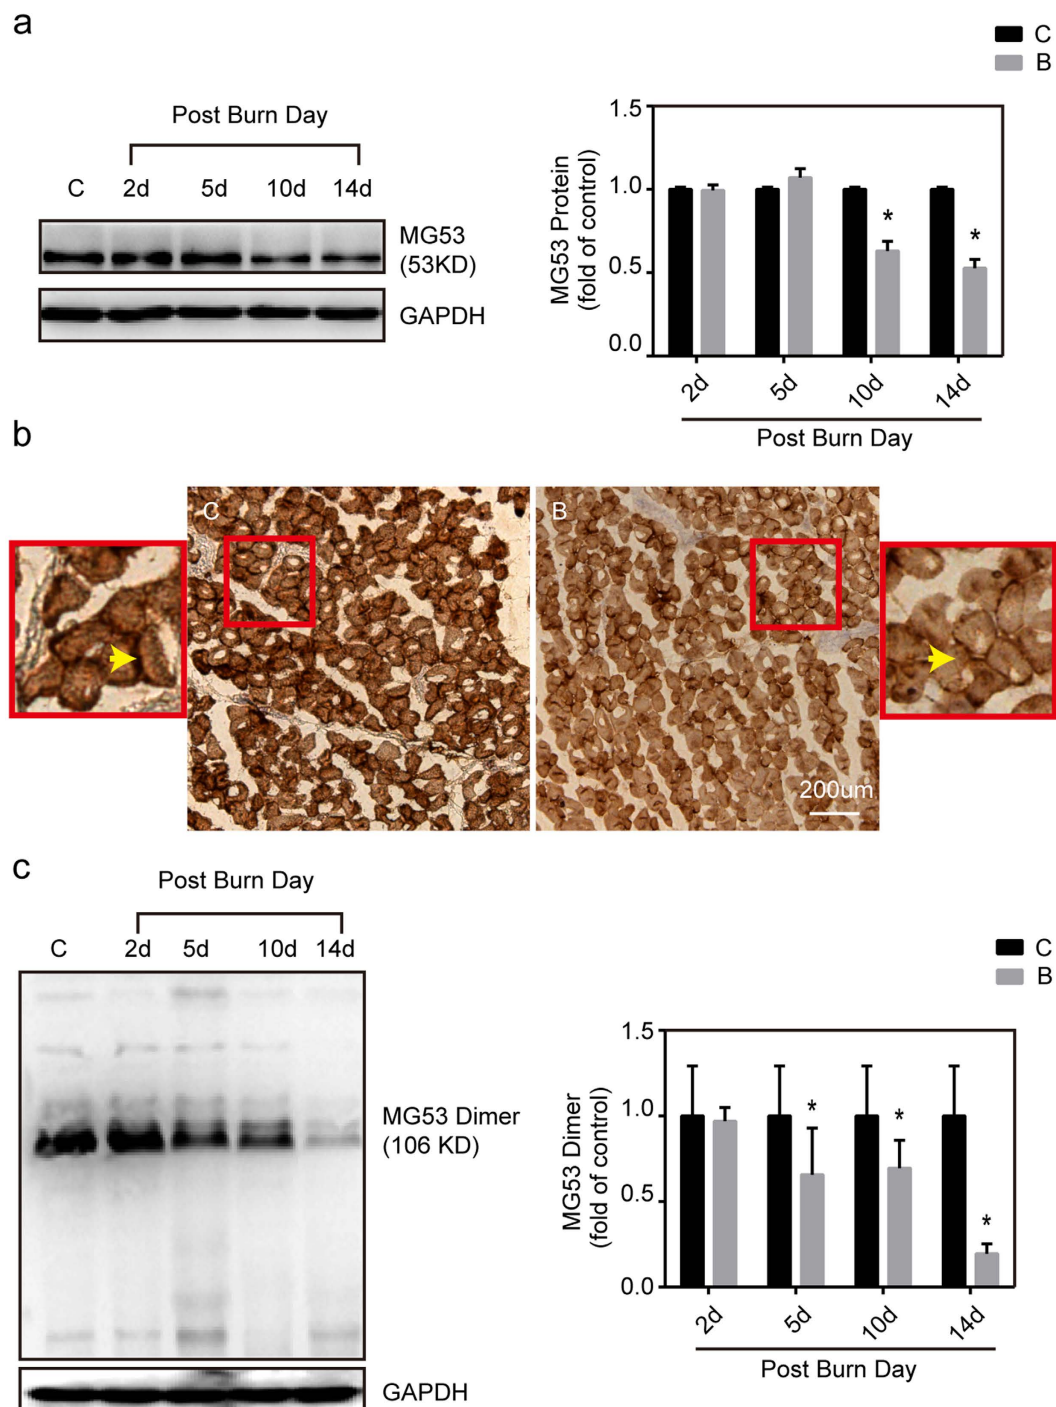 a
Post Burn Day
C 2d 5d 10d 14d
MG53
(53KD)
GAPDH
C
B
MG53 Protein
(fold of control)
1.5
1.0
0.5
0.0
*
*
2d 5d 10d 14d
Post Burn Day
b
C
B
200um
c
Post Burn Day
C 2d 5d 10d 14d
MG53 Dimer
(106 KD)
GAPDH
C
B
MG53 Dimer
(fold of control)
1.5
1.0
0.5
0.0
*
*
*
2d 5d 10d 14d
Post Burn Day